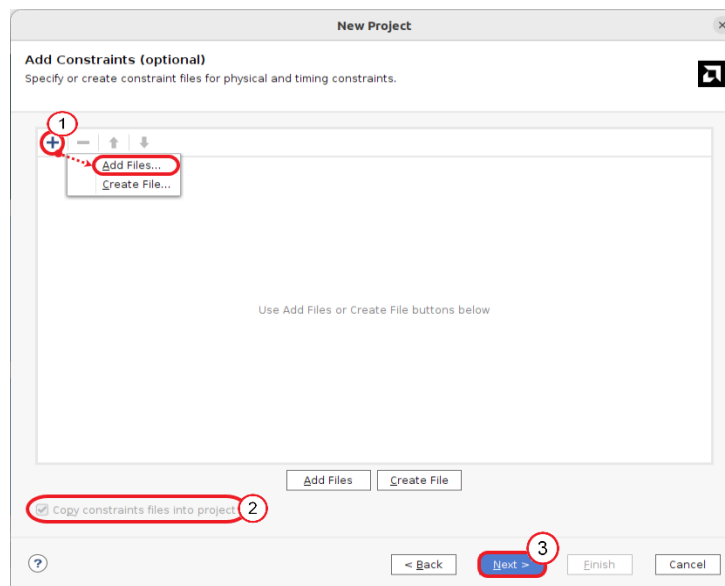 New Project
Add Constraints (optional)
Specify or create constraint files for physical and timing constraints.
1
Add Files...
Create File...
Use Add Files or Create File buttons below
Add Files Create File
Copy constraints files into project 2
3
? < Back Next > Finish Cancel